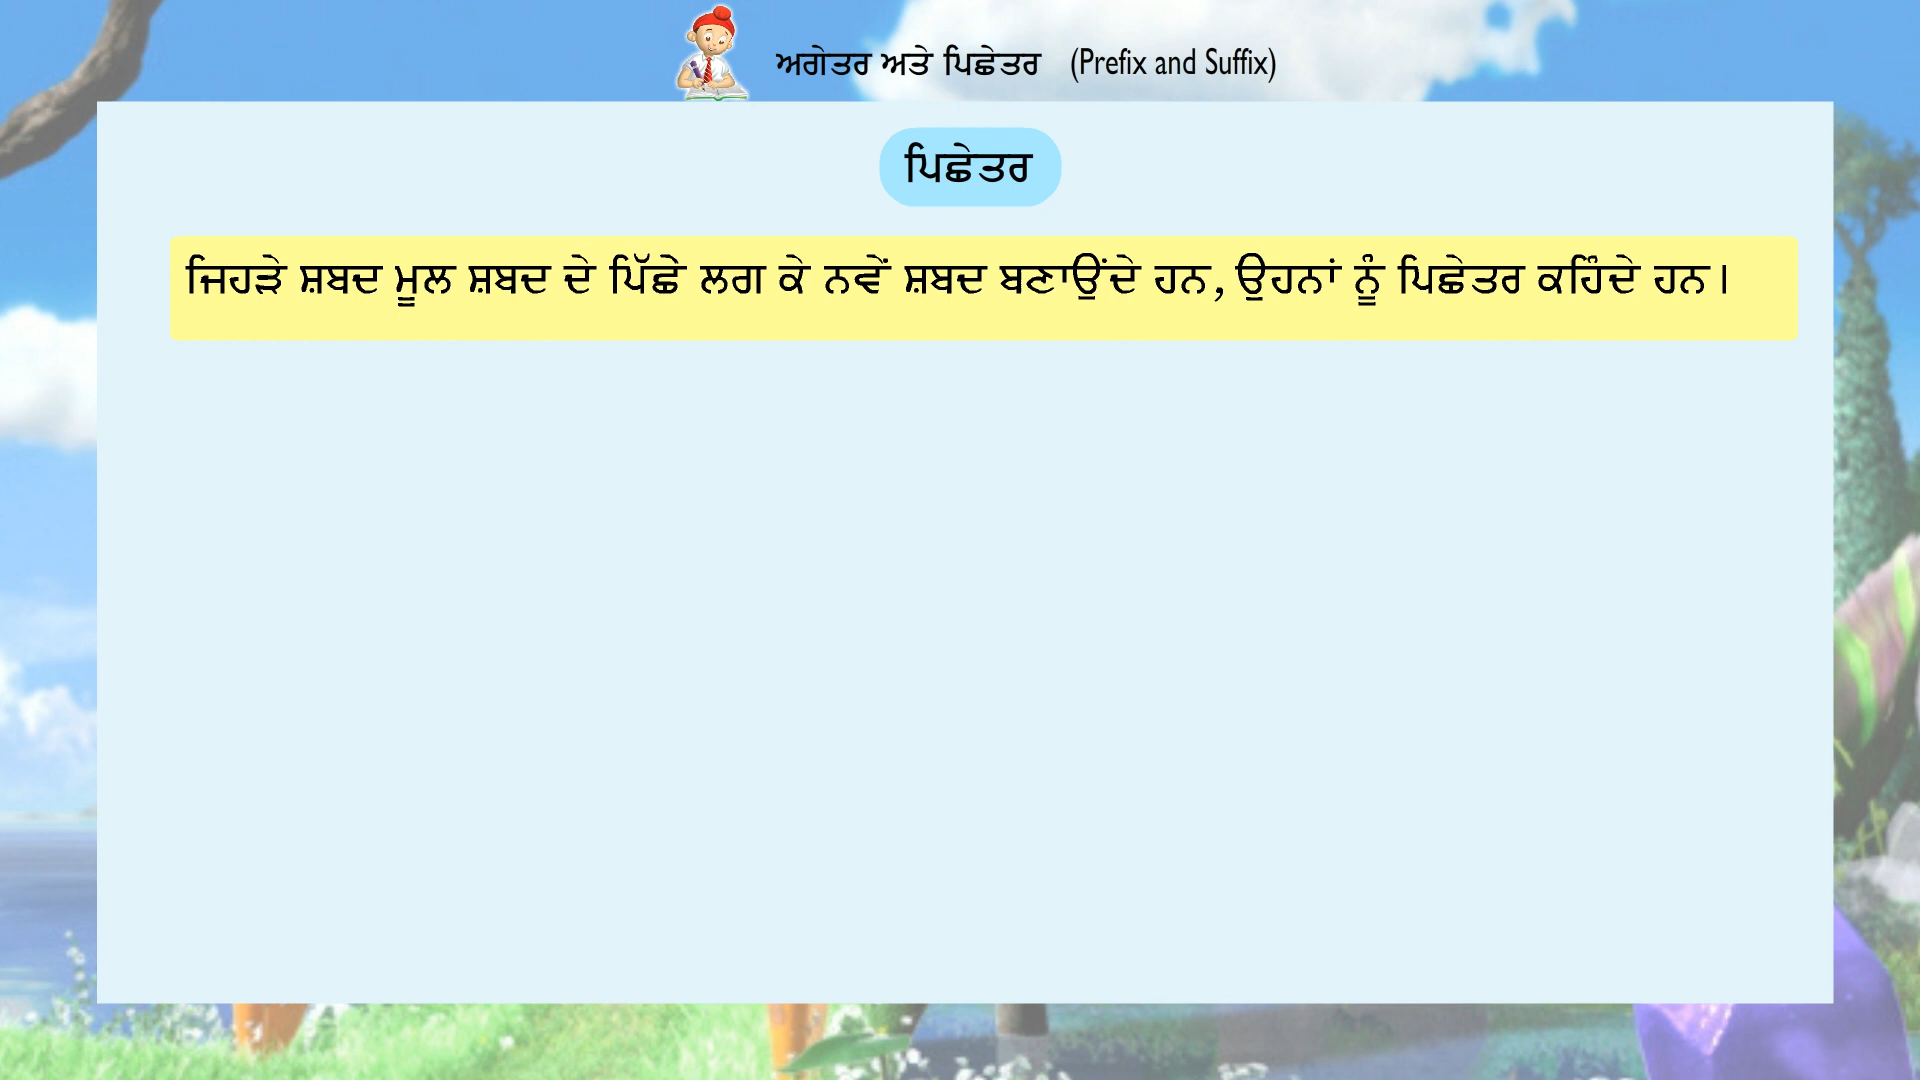 ਅਗੇਤਰ ਅਤੇ ਪਿਛੇਤਰ (Prefix and Suffix)
ਪਿਛੇਤਰ
ਜਿਹੜੇ ਸ਼ਬਦ ਮੂਲ ਸ਼ਬਦ ਦੇ ਪਿੱਛੇ ਲਗ ਕੇ ਨਵੇਂ ਸ਼ਬਦ ਬਣਾਉਂਦੇ ਹਨ, ਉਹਨਾਂ ਨੂੰ ਪਿਛੇਤਰ ਕਹਿੰਦੇ ਹਨ।